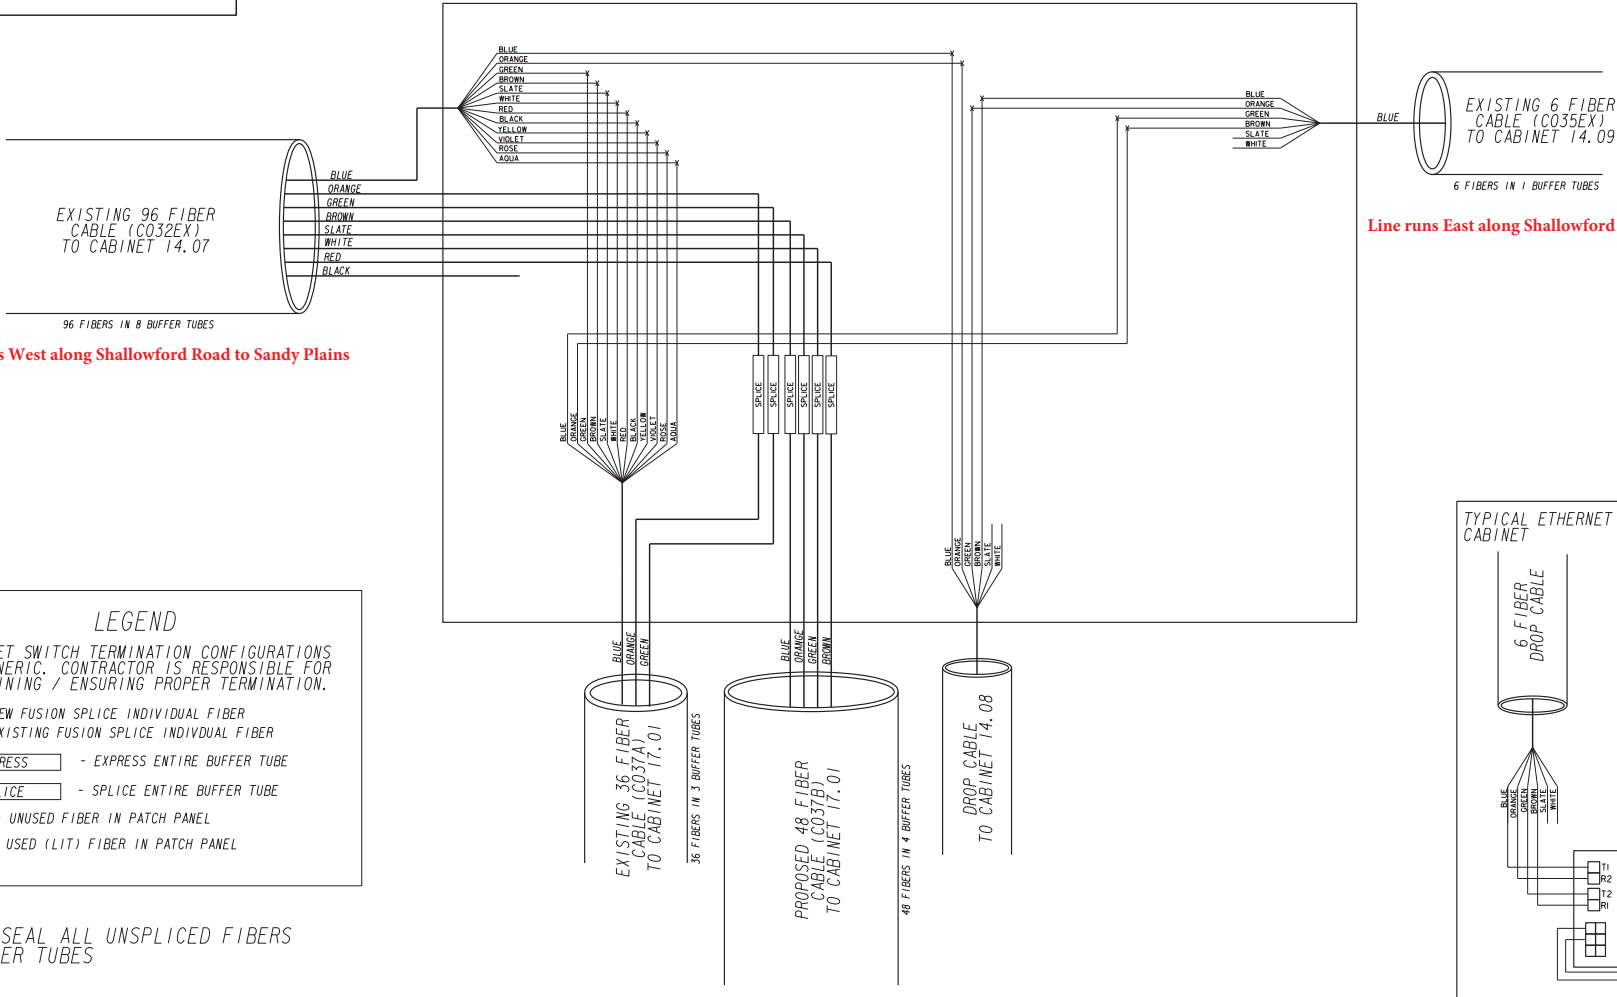 BLUE
ORANGE
GREEN
BROWN
SLATE
WHITE
RED
BLACK
YELLOW
VIOLET
ROSE
AQUA
BLUE
ORANGE
GREEN
BROWN
SLATE
WHITE
BLUE
EXISTING 6 FIBER
CABLE (C035EX)
TO CABINET 14.09
6 FIBERS IN 1 BUFFER TUBES
Line runs East along Shallowford
BLUE
ORANGE
GREEN
BROWN
SLATE
WHITE
RED
BLACK
EXISTING 96 FIBER
CABLE (C032EX)
TO CABINET 14.07
96 FIBERS IN 8 BUFFER TUBES
s West along Shallowford Road to Sandy Plains
SPLICE
SPLICE
SPLICE
SPLICE
SPLICE
SPLICE
BLUE
ORANGE
GREEN
BROWN
SLATE
WHITE
RED
BLACK
YELLOW
VIOLET
ROSE
AQUA
BLUE
ORANGE
GREEN
BROWN
SLATE
WHITE
BLUE
ORANGE
GREEN
BLUE
ORANGE
GREEN
BROWN
EXISTING 36 FIBER
CABLE (C037A)
TO CABINET 17.01
36 FIBERS IN 3 BUFFER TUBES
PROPOSED 48 FIBER
CABLE (C037B)
TO CABINET 17.01
48 FIBERS IN 4 BUFFER TUBES
DROP CABLE
TO CABINET 14.08
LEGEND
ET SWITCH TERMINATION CONFIGURATIONS
NERIC. CONTRACTOR IS RESPONSIBLE FOR
INING / ENSURING PROPER TERMINATION.
EW FUSION SPLICE INDIVIDUAL FIBER
XISTING FUSION SPLICE INDIVDUAL FIBER
RESS - EXPRESS ENTIRE BUFFER TUBE
LICE - SPLICE ENTIRE BUFFER TUBE
UNUSED FIBER IN PATCH PANEL
USED (LIT) FIBER IN PATCH PANEL
SEAL ALL UNSPLICED FIBERS
ER TUBES
TYPICAL ETHERNET
CABINET
6 FIBER
DROP CABLE
BLUE
ORANGE
GREEN
BROWN
SLATE
WHITE
T1
R2
T2
R1